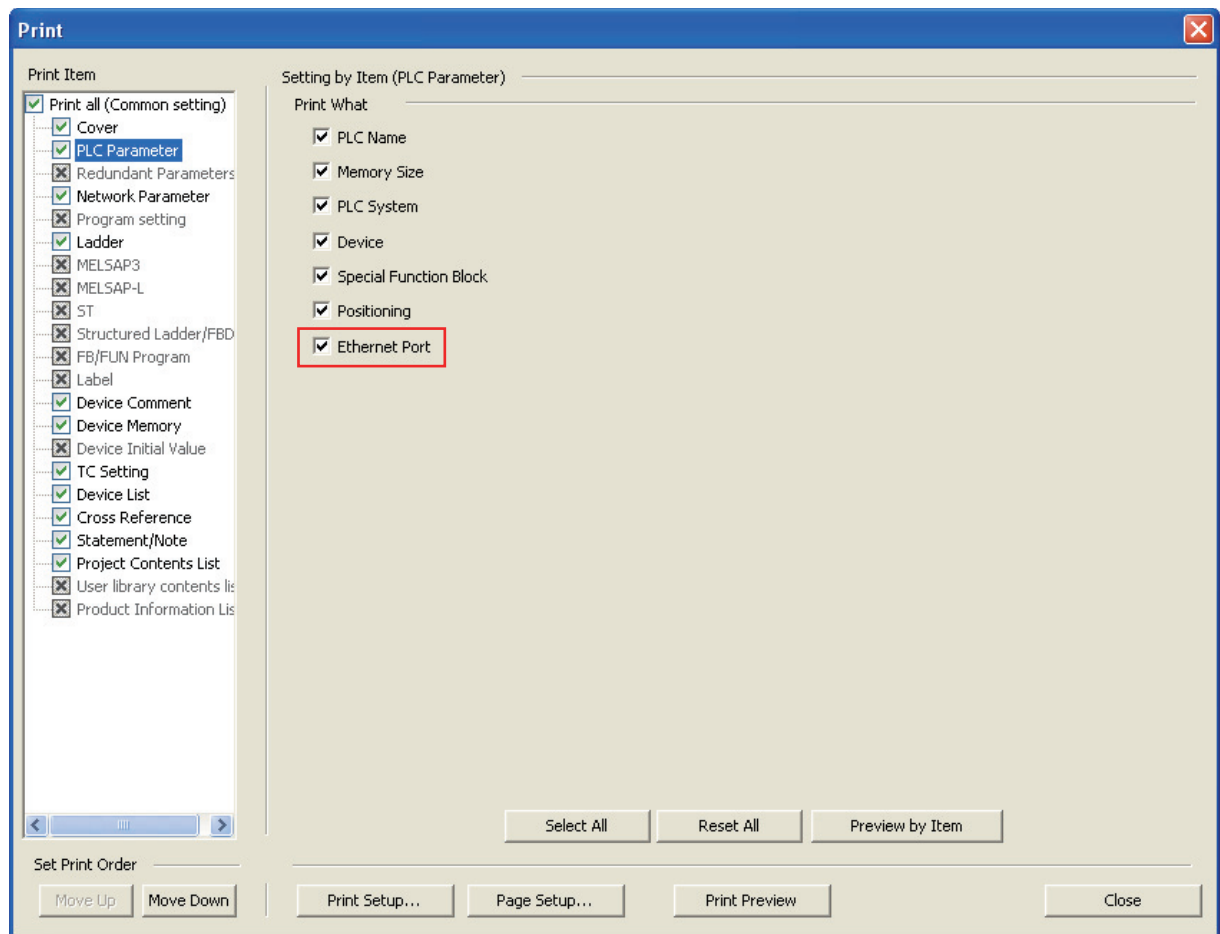 Print
Print Item
Print all (Common setting)
Cover
PLC Parameter
Redundant Parameters
Network Parameter
Program setting
Ladder
MELSAP3
MELSAP-L
ST
Structured Ladder/FBD
FB/FUN Program
Label
Device Comment
Device Memory
Device Initial Value
TC Setting
Device List
Cross Reference
Statement/Note
Project Contents List
User library contents lis
Product Information Lis
Set Print Order
Move Up
Move Down
Setting by Item (PLC Parameter)
Print What
PLC Name
Memory Size
PLC System
Device
Special Function Block
Positioning
Ethernet Port
Select All
Reset All
Preview by Item
Print Setup...
Page Setup...
Print Preview
Close